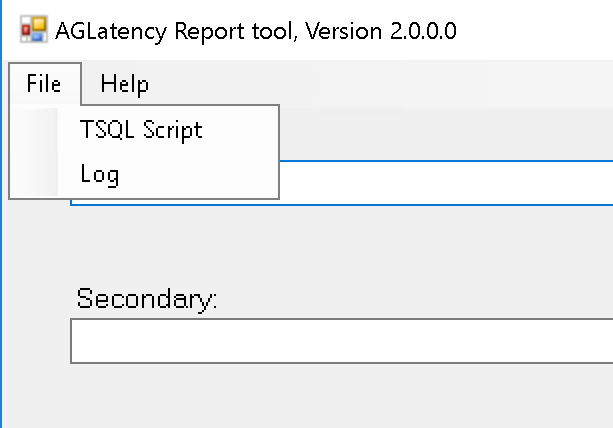 AGLatency Report tool, Version 2.0.0.0
File Help
TSQL Script
Log
Secondary: